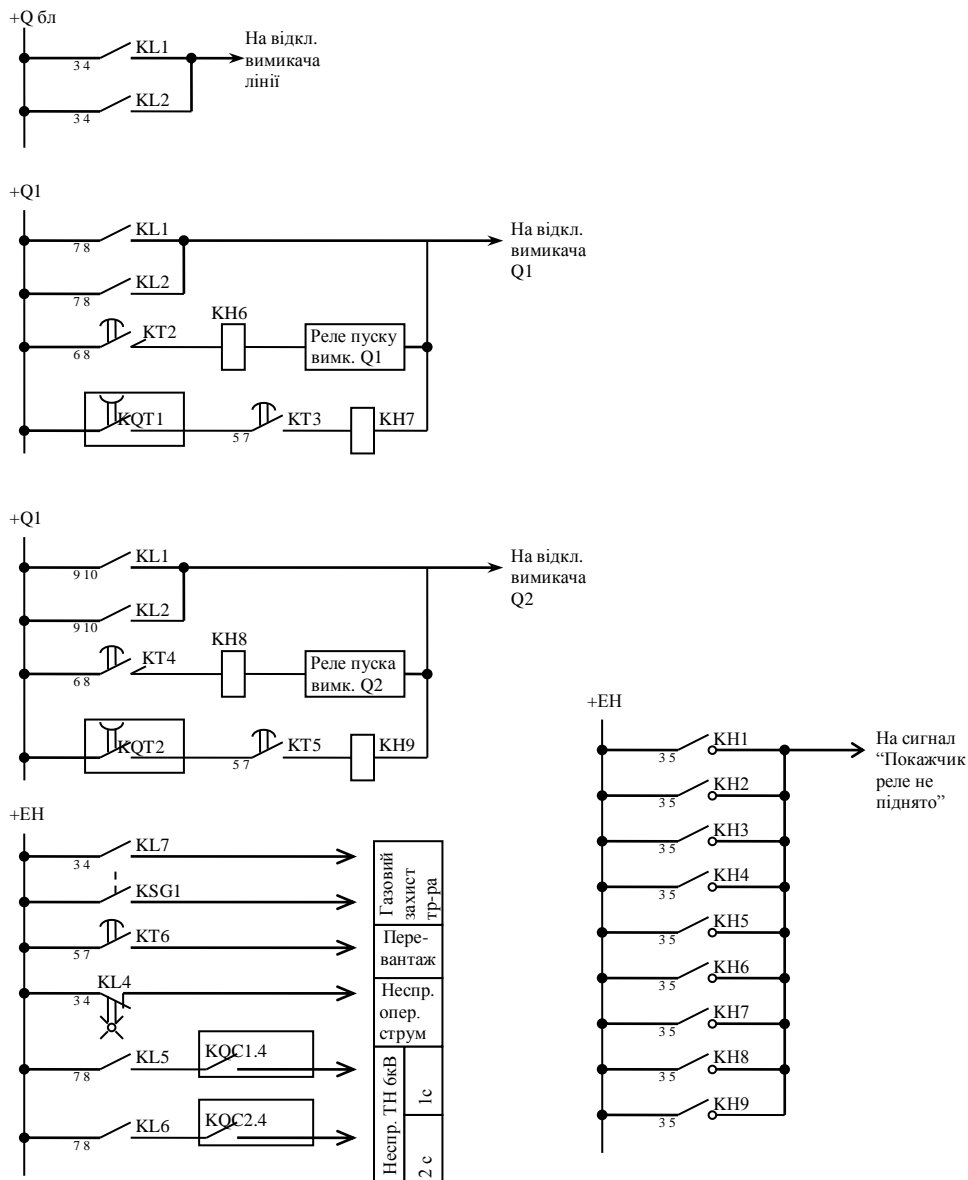 +Q бл
KL1
3 4
На відкл.
вимикача
лінії
KL2
3 4
+Q1
KL1
7 8
На відкл.
вимикача
Q1
KL2
7 8
KT2
6 8
KH6
Реле пуску
вимк. Q1
KQT1
KT3
5 7
KH7
+Q1
KL1
9 10
На відкл.
вимикача
Q2
KL2
9 10
KT4
6 8
KH8
Реле пуска
вимк. Q2
KQT2
KT5
5 7
KH9
+EH
KL7
3 4
KSG1
Газовий
захист
тр-ра
KT6
5 7
Пере-
вантаж
KL4
3 4
Неспр.
опер.
струм
KL5
7 8
KQC1.4
KL6
7 8
KQC2.4
Неспр. ТН 6кВ
1с
2 с
+EH
KH1
3 5
На сигнал
“Покажчик
реле не
піднято”
KH2
3 5
KH3
3 5
KH4
3 5
KH5
3 5
KH6
3 5
KH7
3 5
KH8
3 5
KH9
3 5